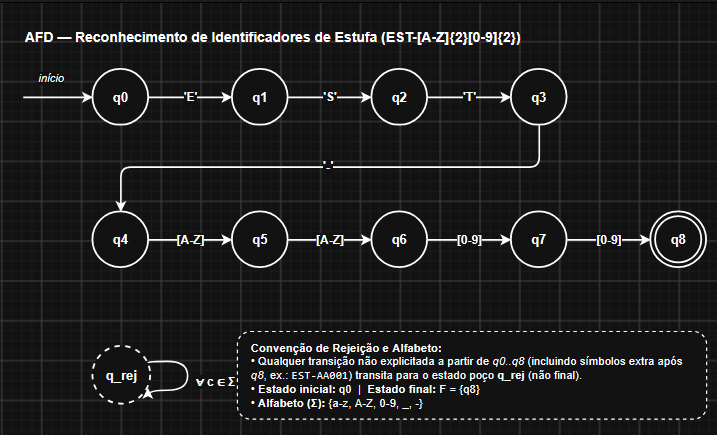 AFD — Reconhecimento de Identificadores de Estufa (EST-[A-Z]{2}[0-9]{2})
início
q0 'E' q1 'S' q2 'T' q3
'-'
q4 [A-Z] q5 [A-Z] q6 [0-9] q7 [0-9] q8
q_rej
∀ c ∈ Σ
Convenção de Rejeição e Alfabeto:
• Qualquer transição não explicitada a partir de q0..q8 (incluindo símbolos extra após
q8, ex.: EST-AA001) transita para o estado poço q_rej (não final).
• Estado inicial: q0 | Estado final: F = {q8}
• Alfabeto (Σ): {a-z, A-Z, 0-9, _, -}